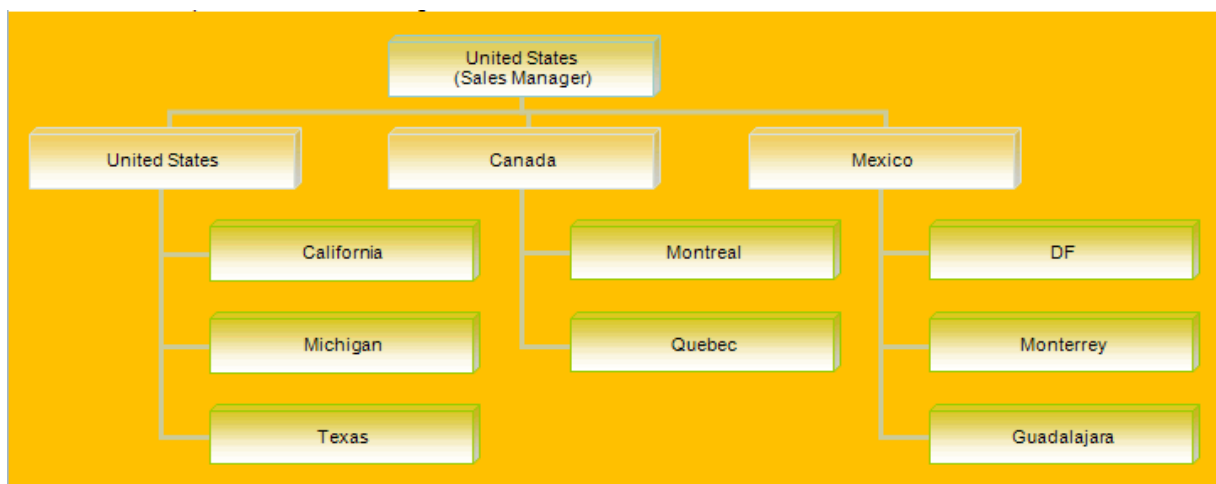 United States
(Sales Manager)
United States
Canada
Mexico
California
Montreal
DF
Michigan
Quebec
Monterrey
Texas
Guadalajara